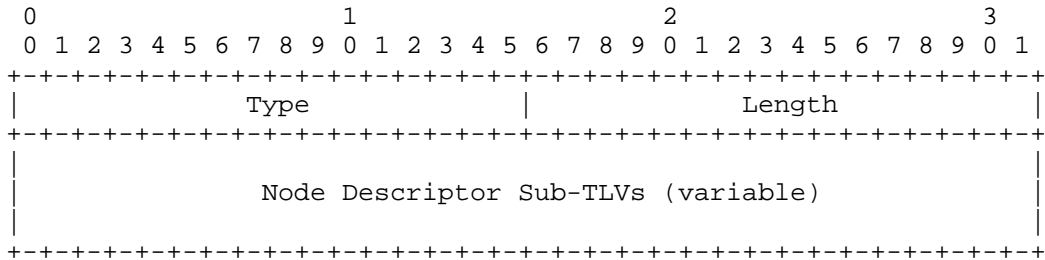 0                   1                   2                   3
 0 1 2 3 4 5 6 7 8 9 0 1 2 3 4 5 6 7 8 9 0 1 2 3 4 5 6 7 8 9 0 1
+-+-+-+-+-+-+-+-+-+-+-+-+-+-+-+-+-+-+-+-+-+-+-+-+-+-+-+-+-+-+-+-+
|              Type             |             Length            |
+-+-+-+-+-+-+-+-+-+-+-+-+-+-+-+-+-+-+-+-+-+-+-+-+-+-+-+-+-+-+-+-+
|                                                               |
|               Node Descriptor Sub-TLVs (variable)             |
|                                                               |
+-+-+-+-+-+-+-+-+-+-+-+-+-+-+-+-+-+-+-+-+-+-+-+-+-+-+-+-+-+-+-+-+